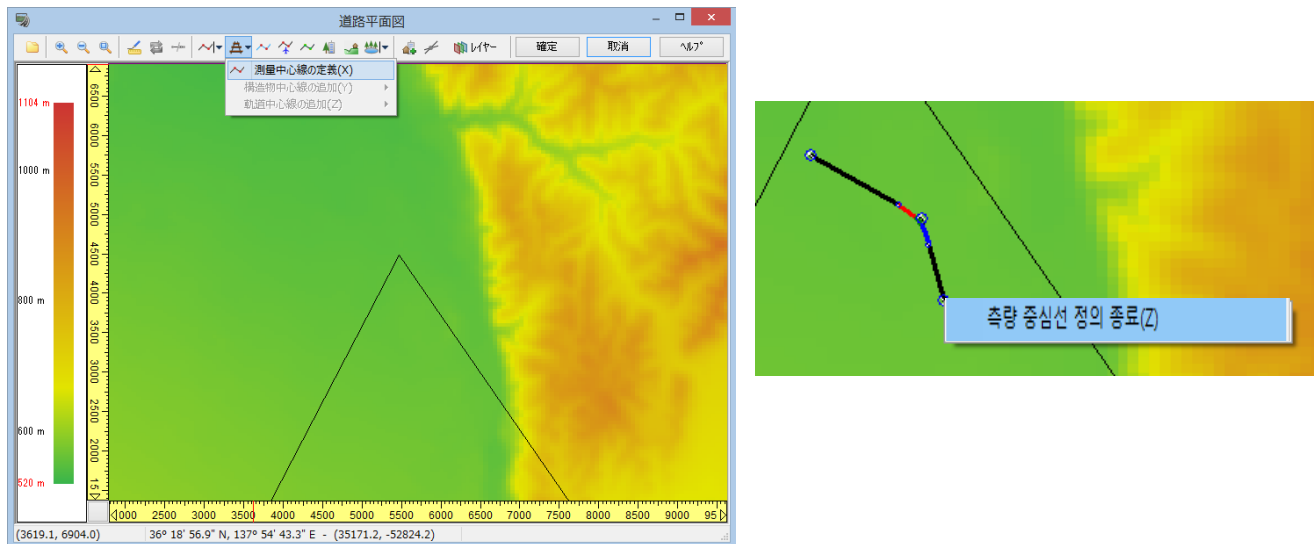 道路平面図
レイヤー 確定 取消 ヘルプ
測量中心線の定義(X)
構造物中心線の追加(Y)
軌道中心線の追加(Z)
1104 m
1000 m
800 m
600 m
520 m
6500
6000
5500
5000
4500
4000
3500
3000
2500
2000
15
2000 2500 3000 3500 4000 4500 5000 5500 6000 6500 7000 7500 8000 8500 9000 95
(3619.1, 6904.0) 36º 18' 56.9" N, 137º 54' 43.3" E - (35171.2, -52824.2)
측량 중심선 정의 종료(Z)